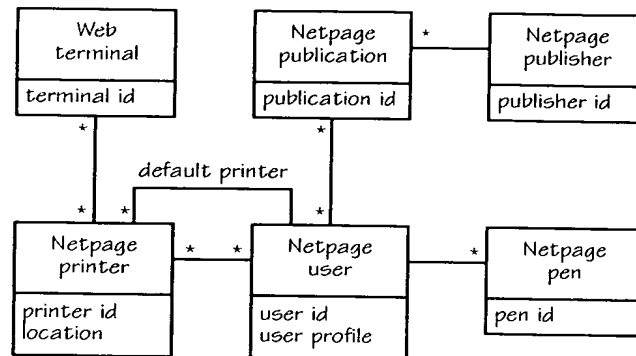 Web
terminal
terminal id
Netpage
publication
publication id
Netpage
publisher
publisher id
*
*
*
default printer
*
*
*
Netpage
printer
printer id
location
*
*
Netpage
user
user id
user profile
*
Netpage
pen
pen id